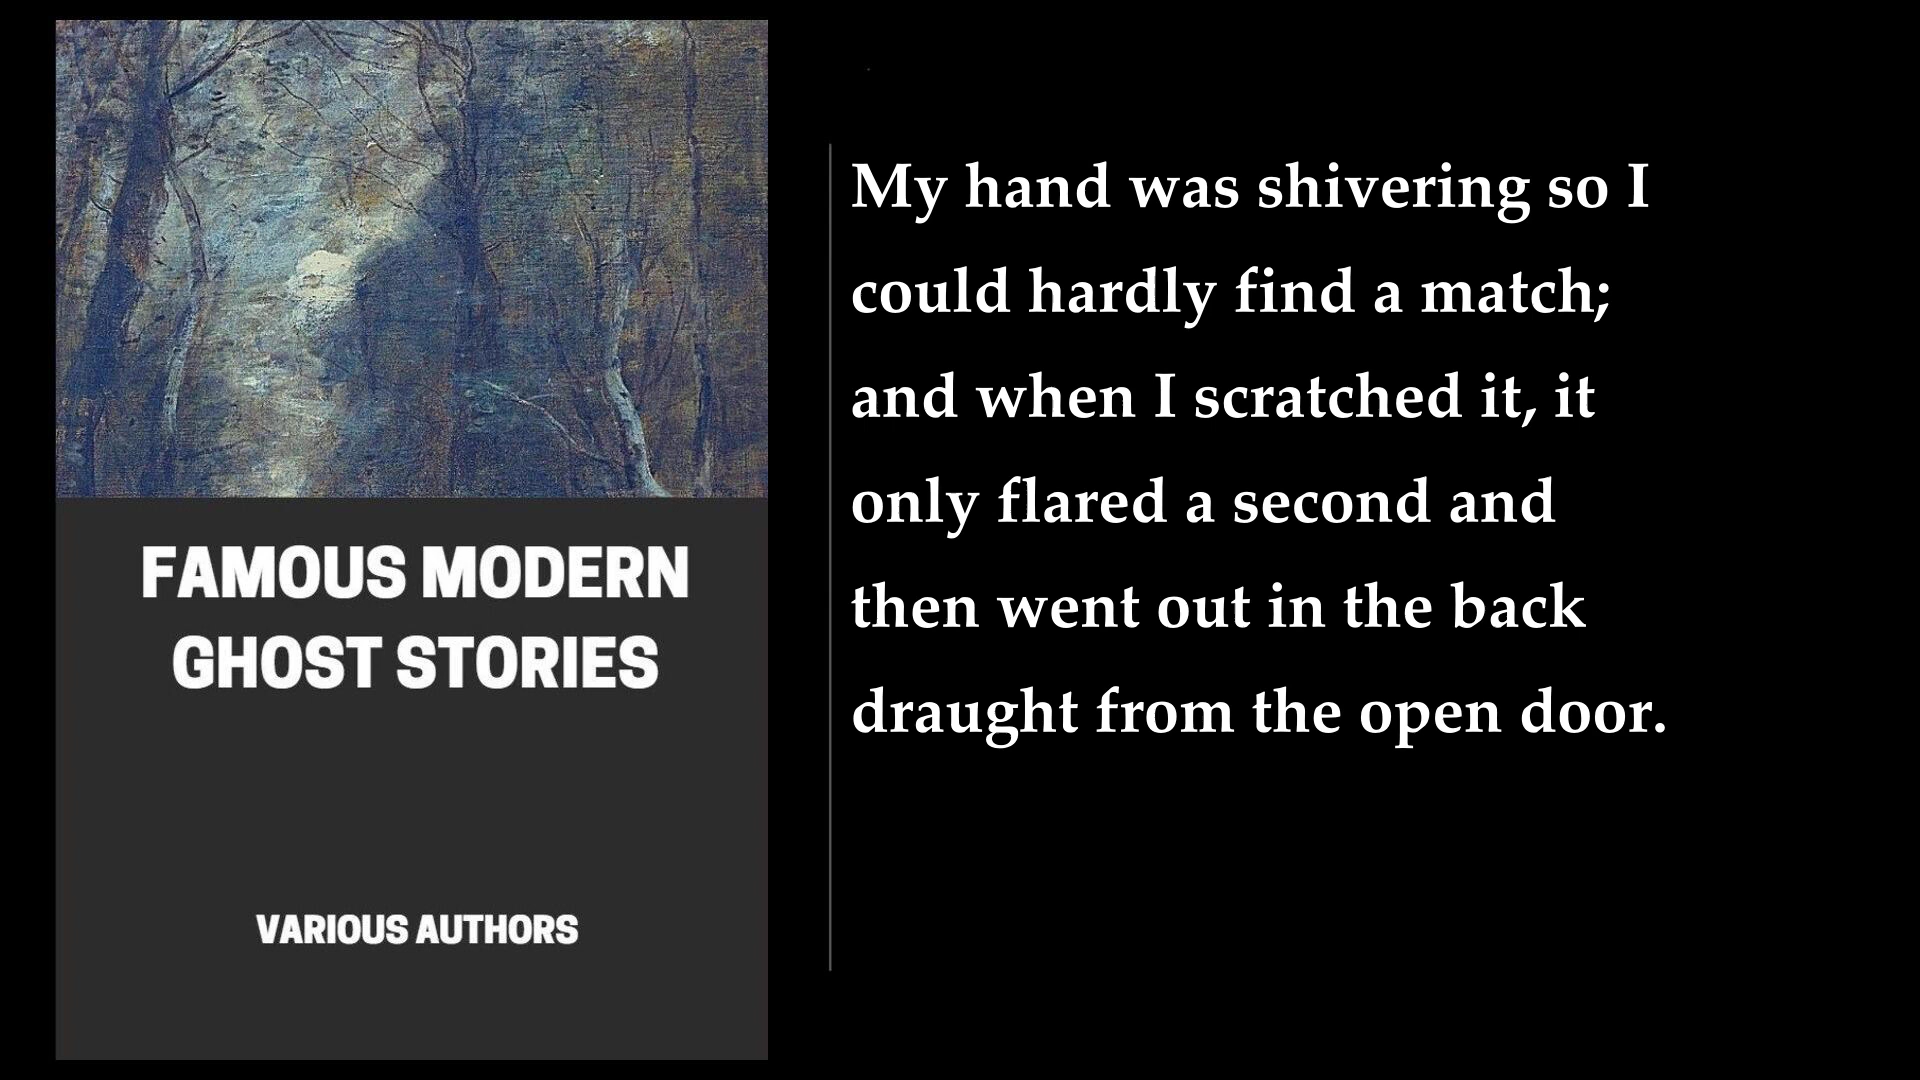 FAMOUS MODERN
GHOST STORIES
VARIOUS AUTHORS
My hand was shivering so I
could hardly find a match;
and when I scratched it, it
only flared a second and
then went out in the back
draught from the open door.